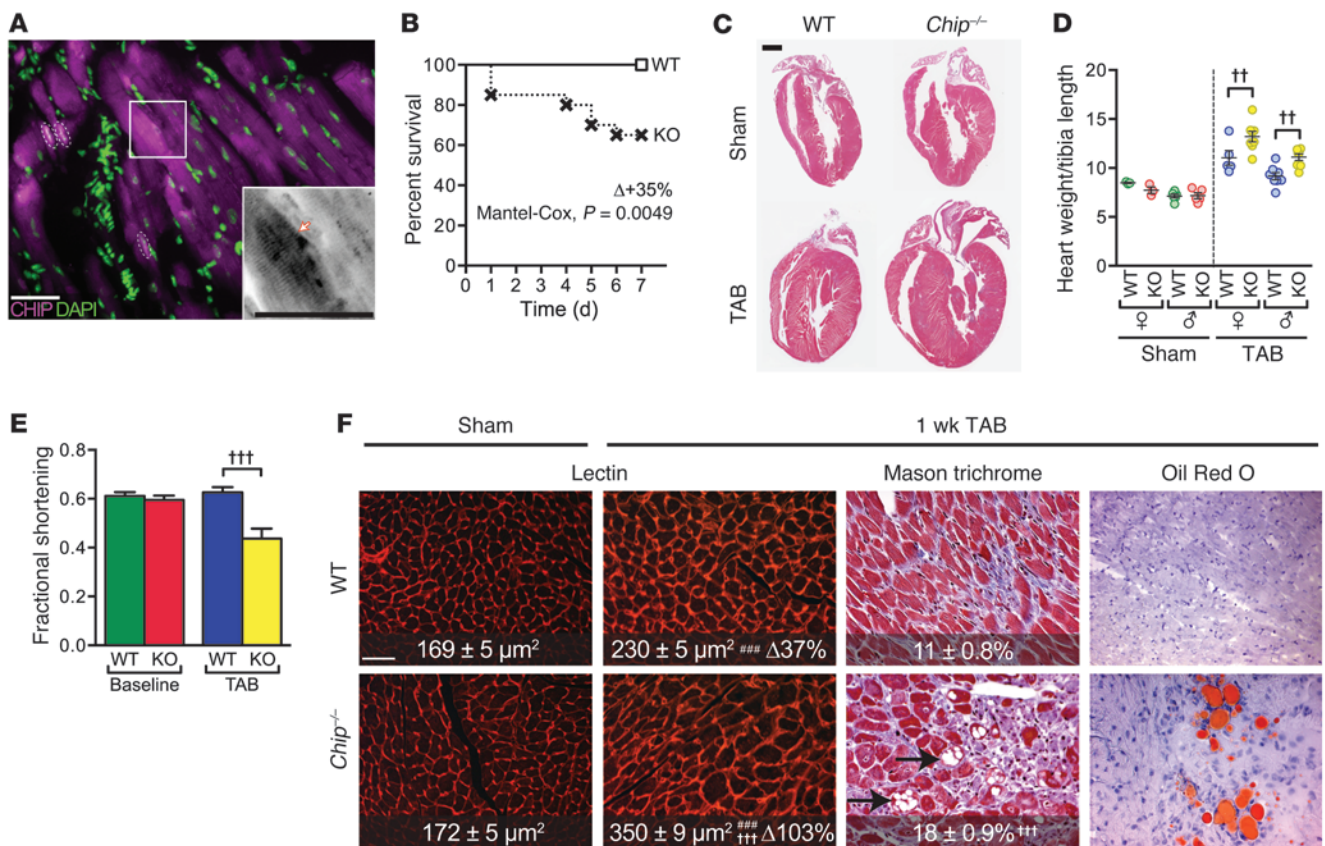 A
CHIP DAPI
B
Percent survival
100
80
60
40
20
0
WT
KO
Δ+35%
Mantel-Cox, P = 0.0049
0 1 2 3 4 5 6 7
Time (d)
C
WT Chip–/–
Sham
TAB
D
Heart weight/tibia length
20
15
10
5
0
†† ††
WT KO WT KO WT KO WT KO
♀ ♂ ♀ ♂
Sham TAB
E
Fractional shortening
0.8
0.6
0.4
0.2
0.0
†††
WT KO WT KO
Baseline TAB
F
Sham 1 wk TAB
Lectin Mason trichrome Oil Red O
WT
169 ± 5 µm² 230 ± 5 µm² ### Δ37% 11 ± 0.8%
Chip–/–
172 ± 5 µm² 350 ± 9 µm² ### ††† Δ103% 18 ± 0.9% †††